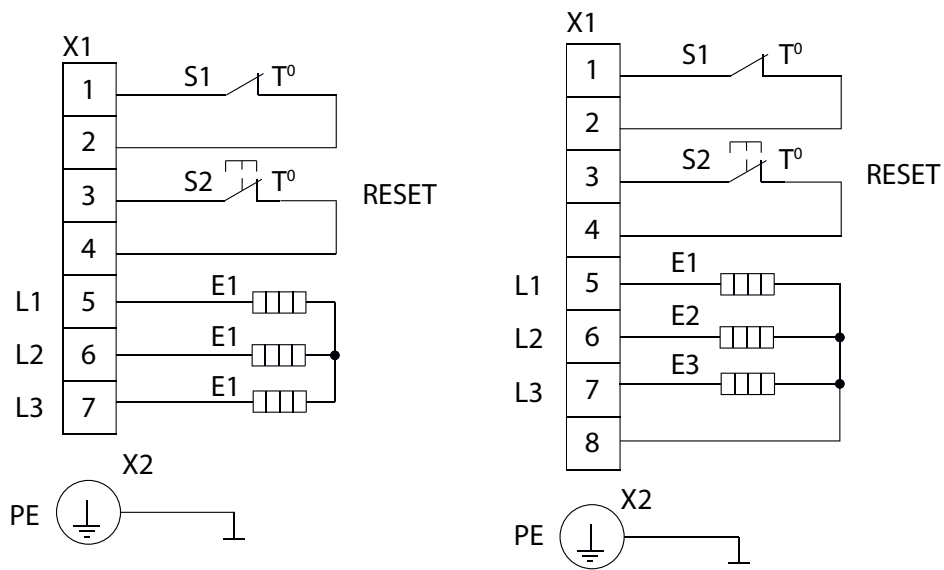 X1
1
S1 T⁰
2
3
S2 T⁰
RESET
4
L1 5 E1
L2 6 E1
L3 7 E1
X2
PE
X1
1
S1 T⁰
2
3
S2 T⁰
RESET
4
L1 5 E1
L2 6 E2
L3 7 E3
8
X2
PE